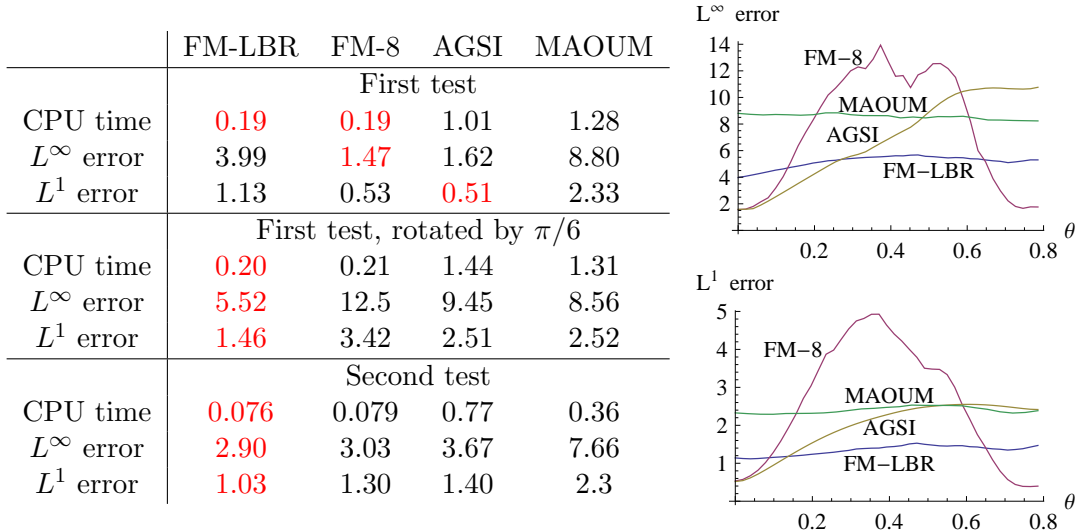 FM-LBR FM-8 AGSI MAOUM
First test
CPU time 0.19 0.19 1.01 1.28
L∞ error 3.99 1.47 1.62 8.80
L1 error 1.13 0.53 0.51 2.33
First test, rotated by π/6
CPU time 0.20 0.21 1.44 1.31
L∞ error 5.52 12.5 9.45 8.56
L1 error 1.46 3.42 2.51 2.52
Second test
CPU time 0.076 0.079 0.77 0.36
L∞ error 2.90 3.03 3.67 7.66
L1 error 1.03 1.30 1.40 2.3
L∞ error
14
12
10
8
6
4
2
FM−8
MAOUM
AGSI
FM−LBR
0.2 0.4 0.6 0.8 θ
L1 error
5
4
3
2
1
FM−8
MAOUM
AGSI
FM−LBR
0.2 0.4 0.6 0.8 θ